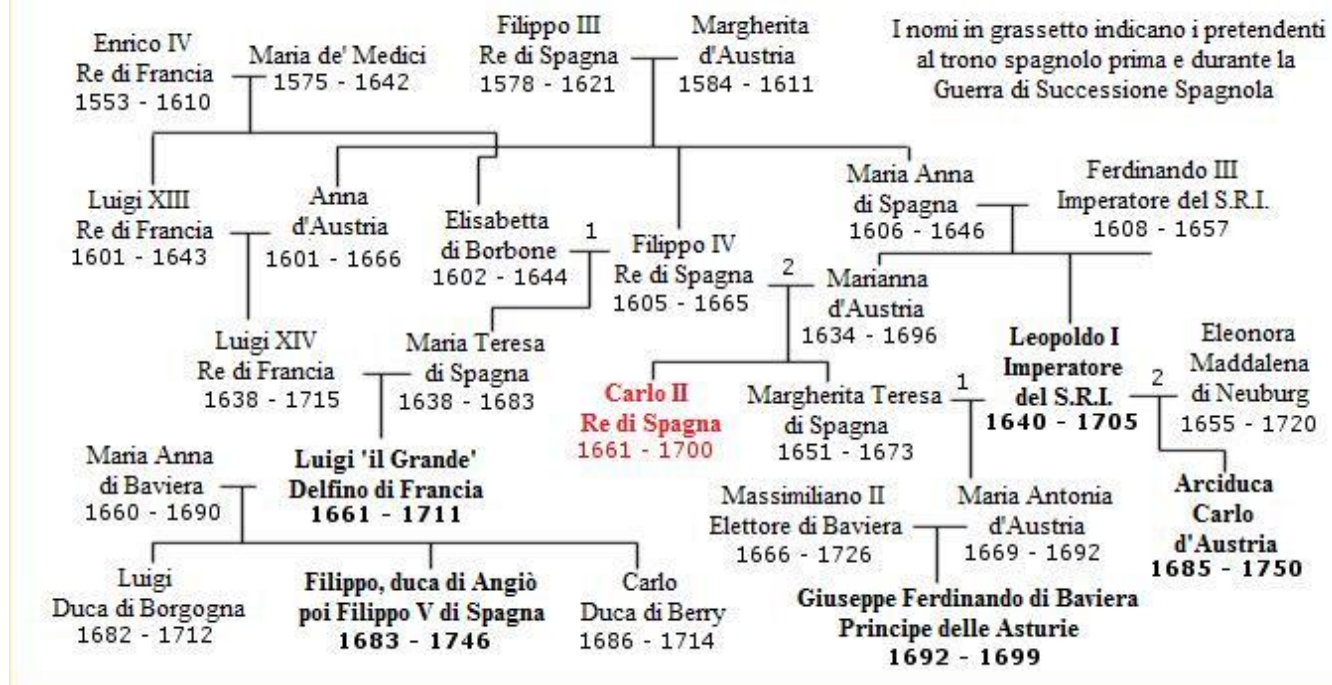 Enrico IV
Re di Francia
1553 - 1610
Maria de' Medici
1575 - 1642
Filippo III
Re di Spagna
1578 - 1621
Margherita
d'Austria
1584 - 1611
I nomi in grassetto indicano i pretendenti
al trono spagnolo prima e durante la
Guerra di Successione Spagnola
Luigi XIII
Re di Francia
1601 - 1643
Anna
d'Austria
1601 - 1666
Elisabetta
di Borbone
1602 - 1644
1
Filippo IV
Re di Spagna
1605 - 1665
2
Marianna
d'Austria
1634 - 1696
Maria Anna
di Spagna
1606 - 1646
Ferdinando III
Imperatore del S.R.I.
1608 - 1657
Luigi XIV
Re di Francia
1638 - 1715
Maria Teresa
di Spagna
1638 - 1683
Carlo II
Re di Spagna
1661 - 1700
Margherita Teresa
di Spagna
1651 - 1673
1
Leopoldo I
Imperatore
del S.R.I.
1640 - 1705
2
Eleonora
Maddalena
di Neuburg
1655 - 1720
Maria Anna
di Baviera
1660 - 1690
Luigi 'il Grande'
Delfino di Francia
1661 - 1711
Massimiliano II
Elettore di Baviera
1666 - 1726
Maria Antonia
d'Austria
1669 - 1692
Arciduca
Carlo
d'Austria
1685 - 1750
Luigi
Duca di Borgogna
1682 - 1712
Filippo, duca di Angiò
poi Filippo V di Spagna
1683 - 1746
Carlo
Duca di Berry
1686 - 1714
Giuseppe Ferdinando di Baviera
Principe delle Asturie
1692 - 1699